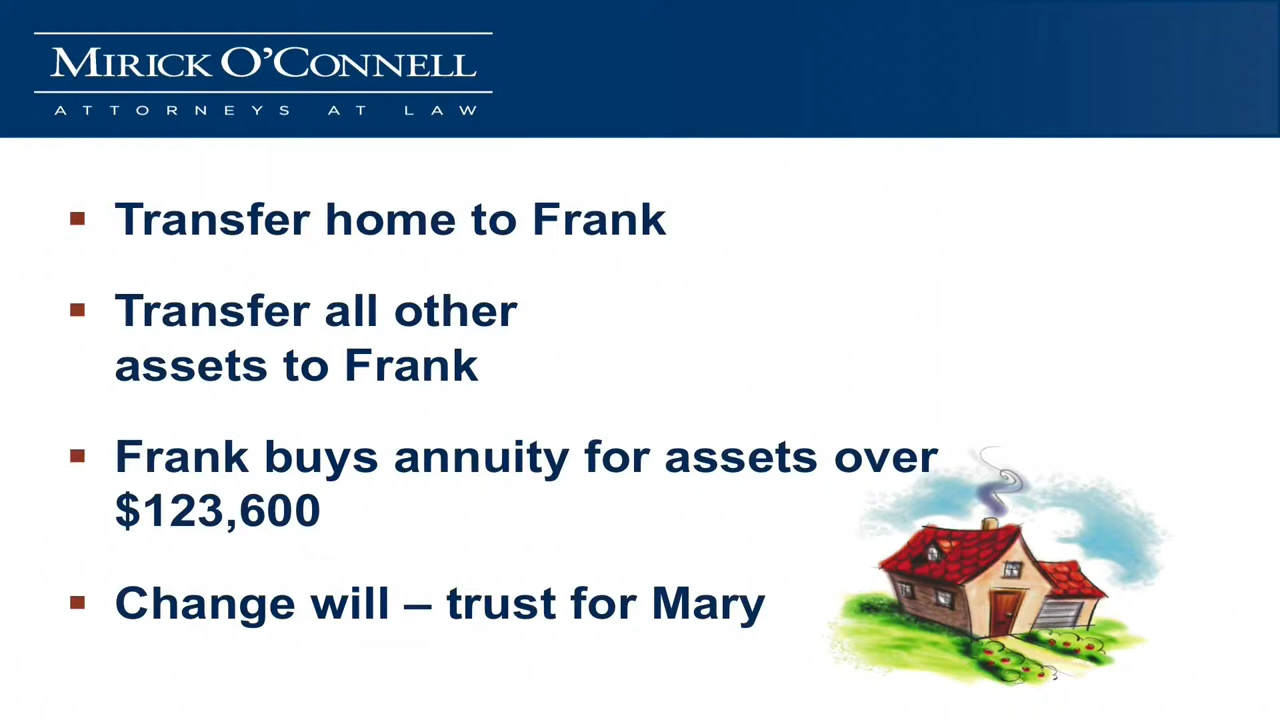 MIRICK O'CONNELL
ATTORNEYS AT LAW
▪ Transfer home to Frank
▪ Transfer all other
assets to Frank
▪ Frank buys annuity for assets over
$123,600
▪ Change will – trust for Mary